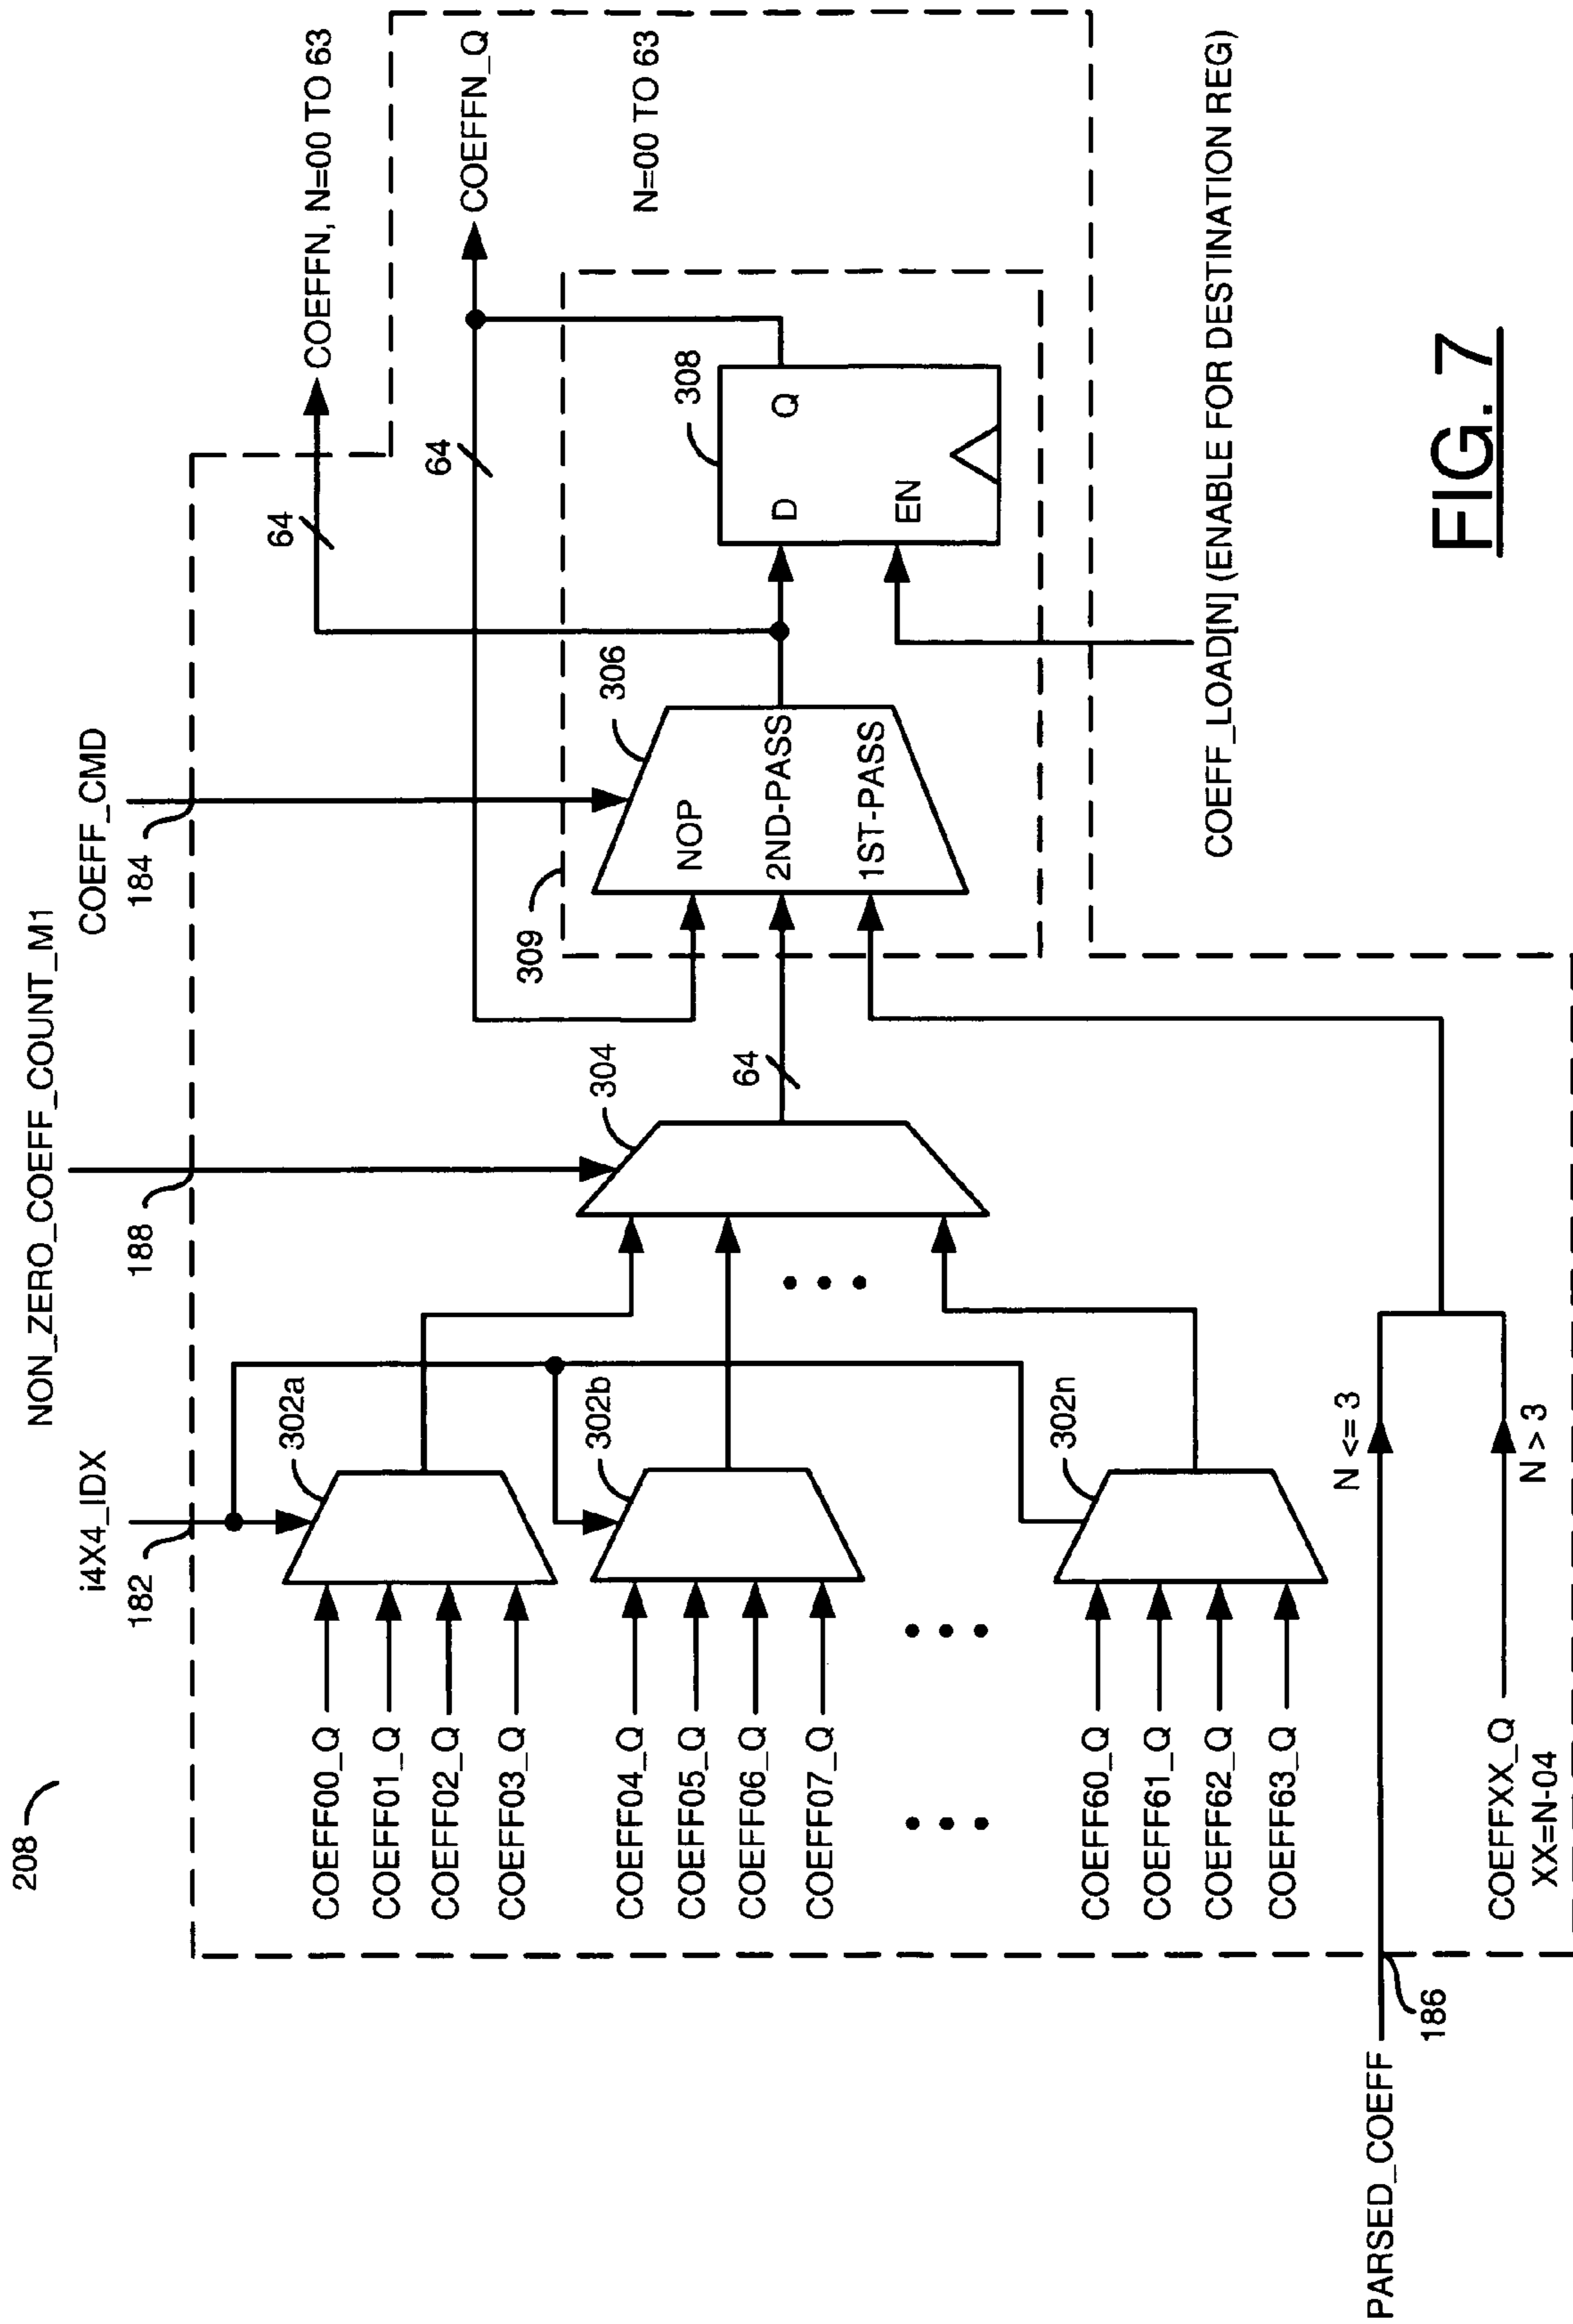 208
NON_ZERO_COEFF_COUNT_M1
i4X4_IDX
182
188
COEFF_CMD
184
COEFF00_Q
COEFF01_Q
COEFF02_Q
COEFF03_Q
302a
COEFF04_Q
COEFF05_Q
COEFF06_Q
COEFF07_Q
302b
COEFF60_Q
COEFF61_Q
COEFF62_Q
COEFF63_Q
302n
304
64
309
306
NOP
2ND-PASS
1ST-PASS
308
D
Q
EN
64
COEFFN, N=00 TO 63
64
COEFFN_Q
N=00 TO 63
COEFF_LOAD[N] (ENABLE FOR DESTINATION REG)
PARSED_COEFF
186
N <= 3
N > 3
COEFFXX_Q
XX=N-04
FIG. 7